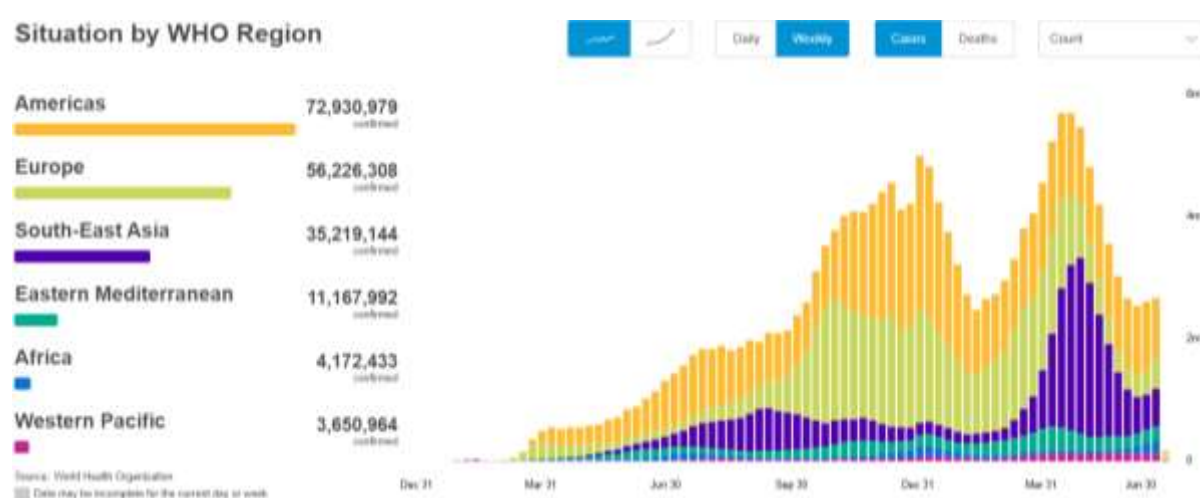 Situation by WHO Region
Daily
Weekly
Cases
Deaths
Count
Americas
72,930,979
confirmed
Europe
56,226,308
confirmed
South-East Asia
35,219,144
confirmed
Eastern Mediterranean
11,167,992
confirmed
Africa
4,172,433
confirmed
Western Pacific
3,650,964
confirmed
Source: World Health Organization
Data may be incomplete for the current day or week
6m
4m
2m
0
Dec 31
Mar 31
Jun 30
Sep 30
Dec 31
Mar 31
Jun 30